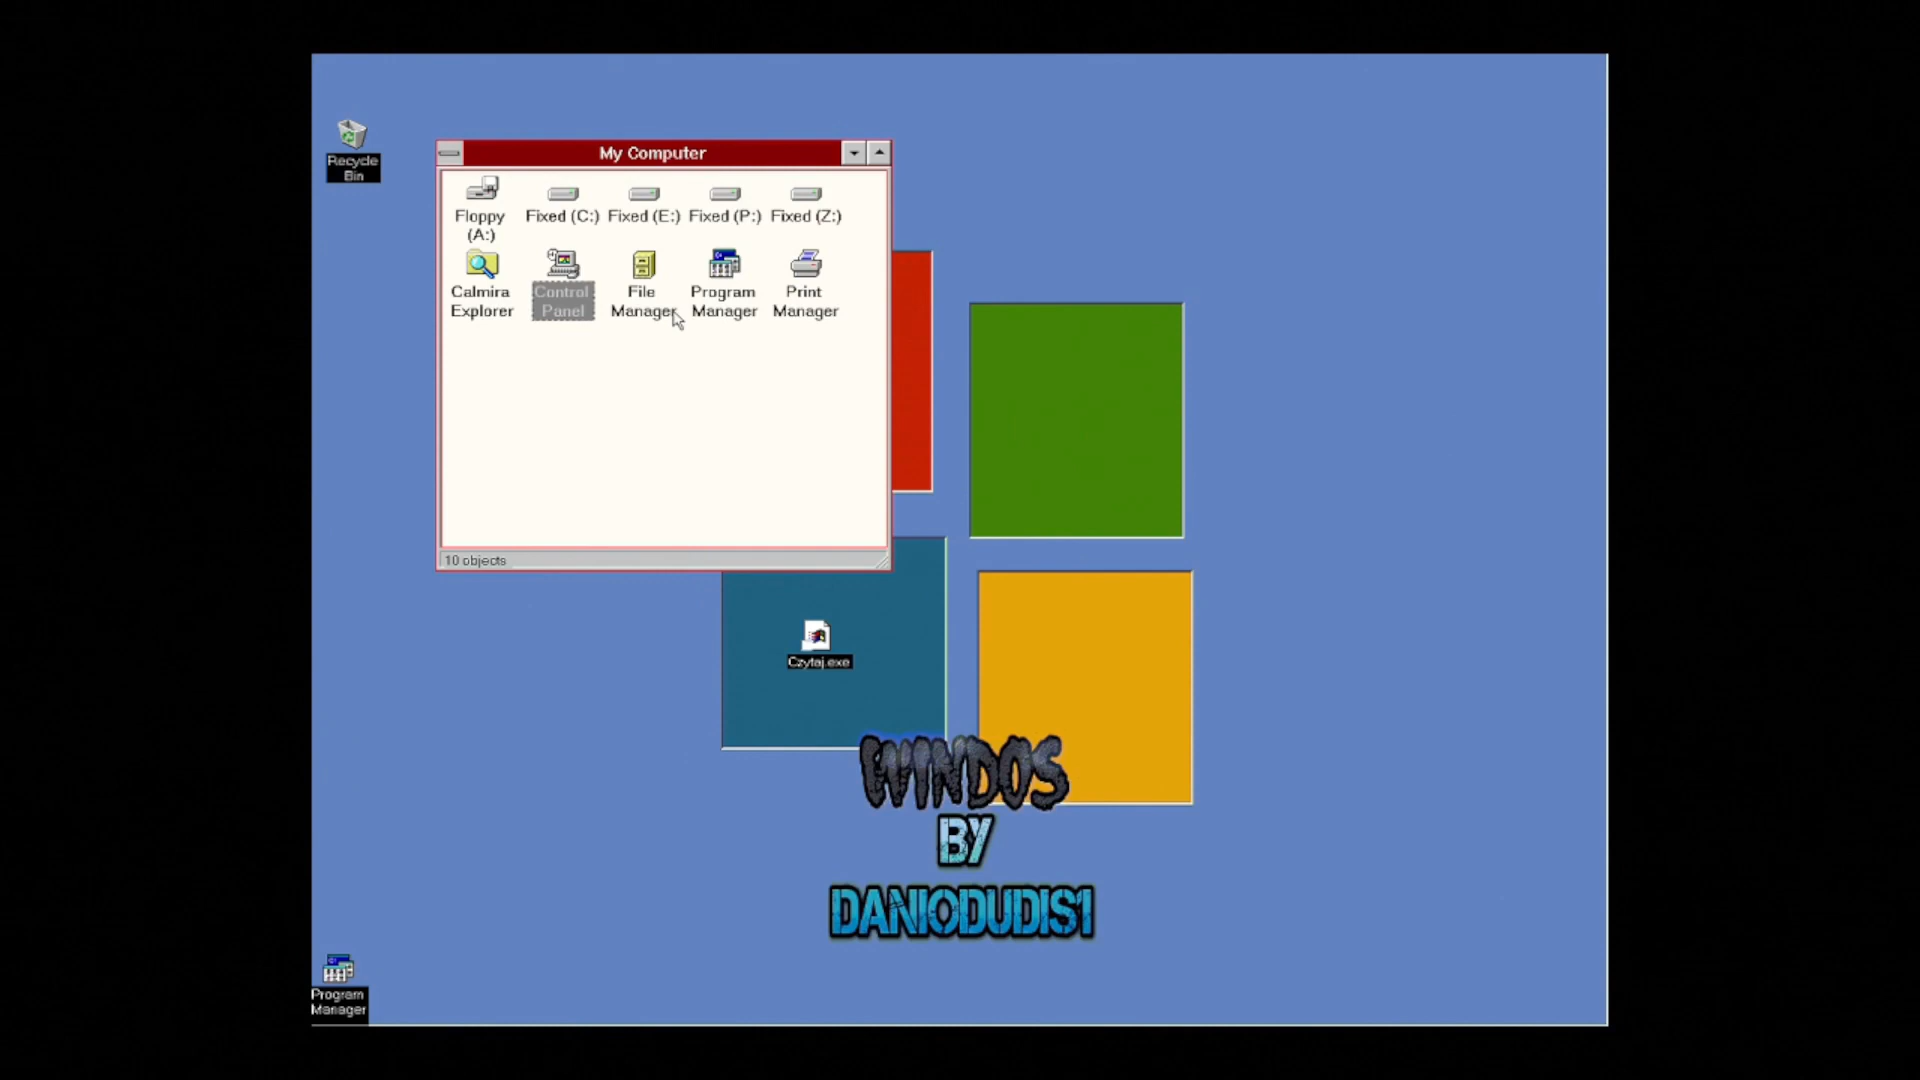 Recycle
Bin
My Computer
Floppy
(A:)
Fixed (C:)
Fixed (E:)
Fixed (P:)
Fixed (Z:)
Calmira
Explorer
Control
Panel
File
Manager
Program
Manager
Print
Manager
10 objects
Czytaj.exe
WINDOS
BY
DANIODUDIS1
Program
Manager